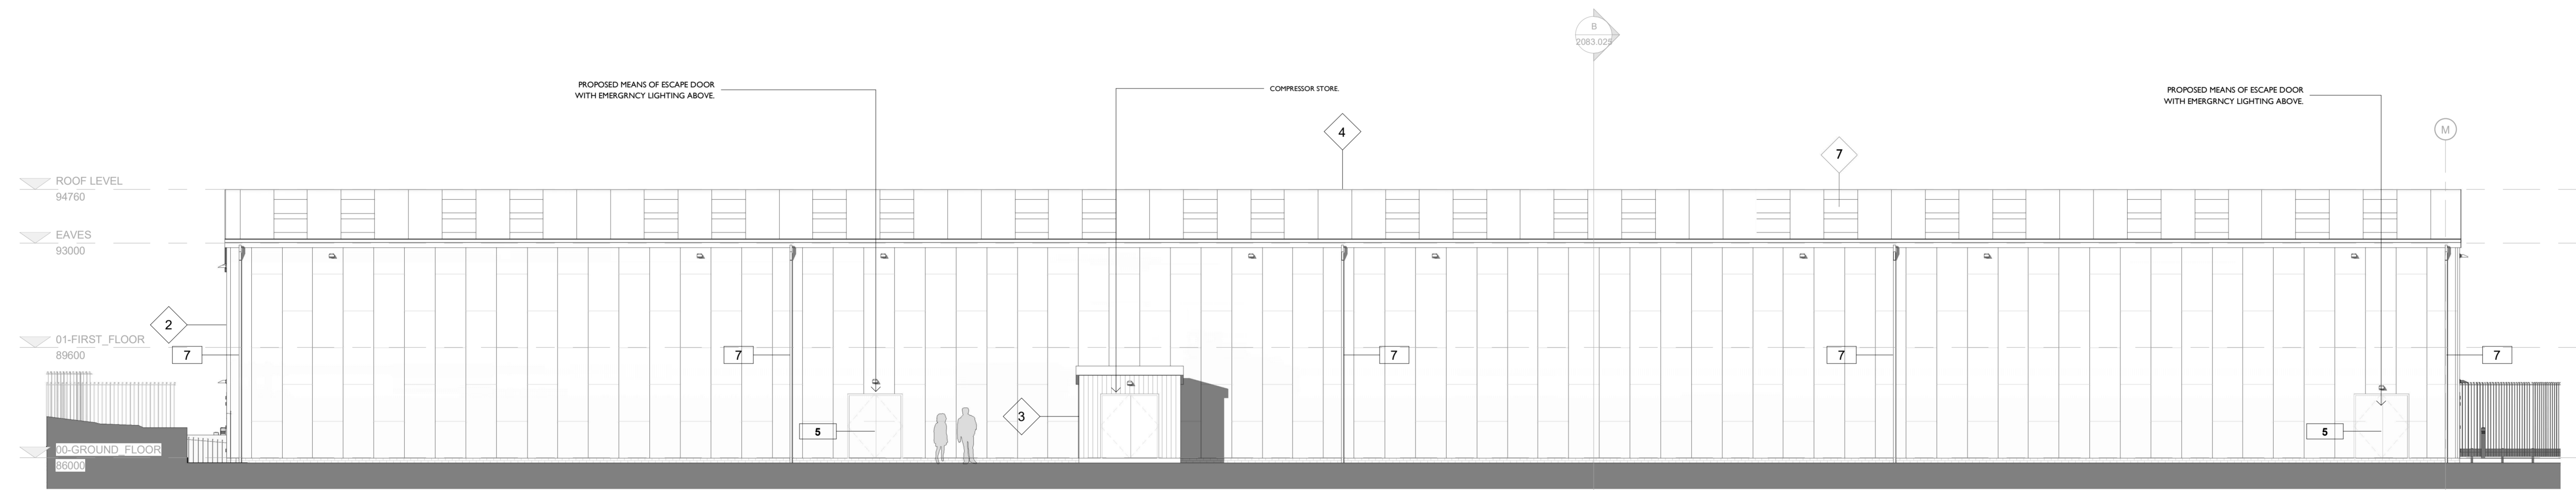 B
2083.025
PROPOSED MEANS OF ESCAPE DOOR
WITH EMERGRNCY LIGHTING ABOVE.
COMPRESSOR STORE.
PROPOSED MEANS OF ESCAPE DOOR
WITH EMERGRNCY LIGHTING ABOVE.
4
M
7
ROOF LEVEL
94760
EAVES
93000
2
01-FIRST_FLOOR
89600
7
7
7
7
7
3
5
5
00-GROUND_FLOOR
86000